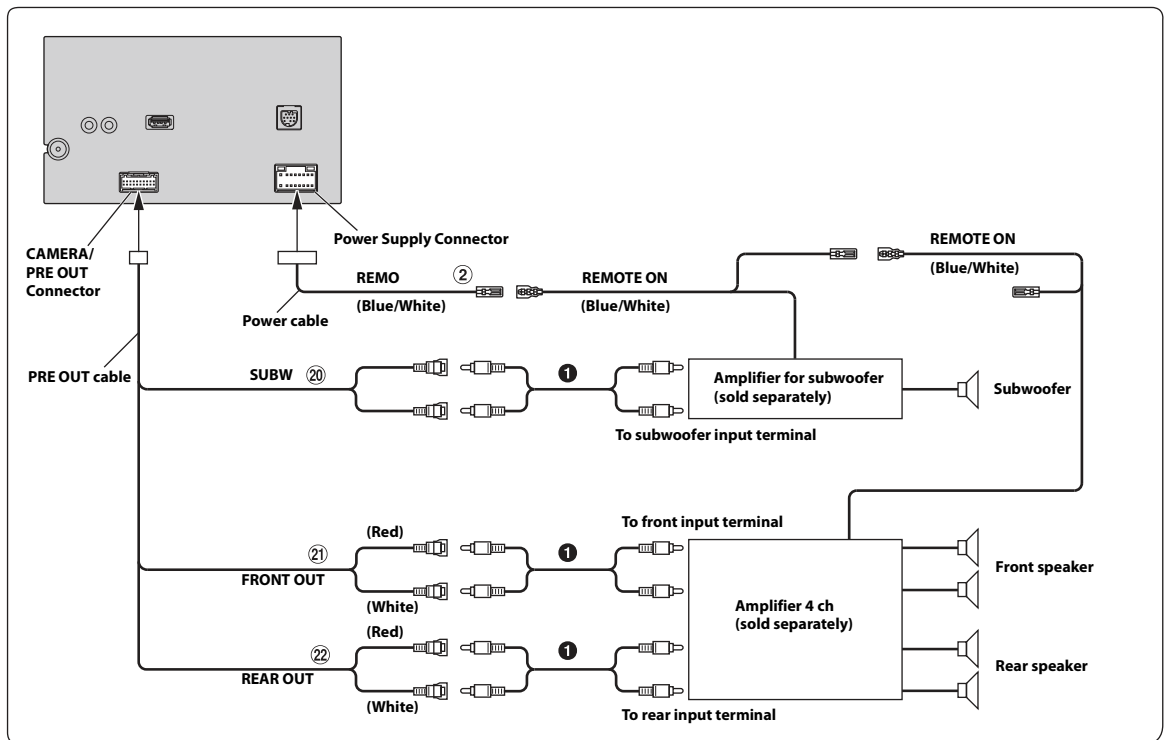 CAMERA/
PRE OUT
Connector
Power Supply Connector
REMO ②
(Blue/White)
Power cable
REMOTE ON
(Blue/White)
REMOTE ON
(Blue/White)
PRE OUT cable
SUBW ⑳
❶
Amplifier for subwoofer
(sold separately)
Subwoofer
To subwoofer input terminal
(Red)
㉑
FRONT OUT
(White)
❶
To front input terminal
Front speaker
Amplifier 4 ch
(sold separately)
(Red)
㉒
REAR OUT
(White)
❶
Rear speaker
To rear input terminal